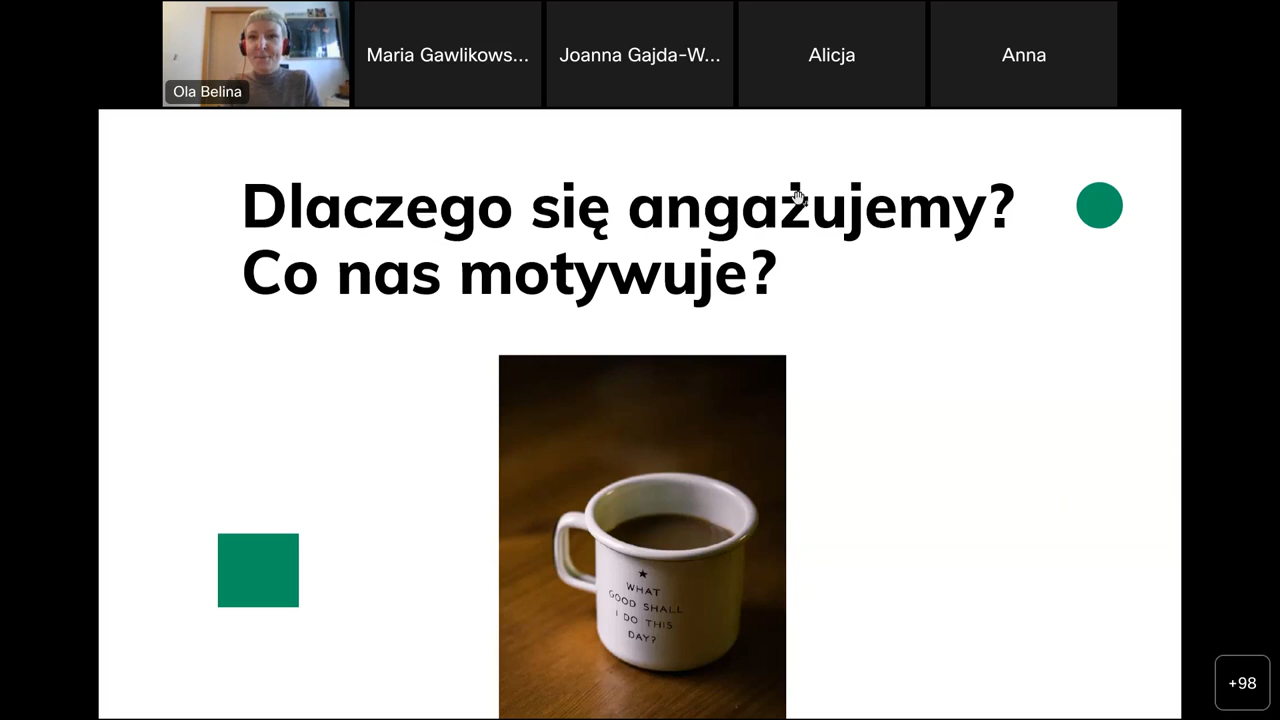 Ola Belina
Maria Gawlikows...
Joanna Gajda-W...
Alicja
Anna
Dlaczego się angażujemy?
Co nas motywuje?
WHAT
GOOD SHALL
I DO THIS
DAY?
+98